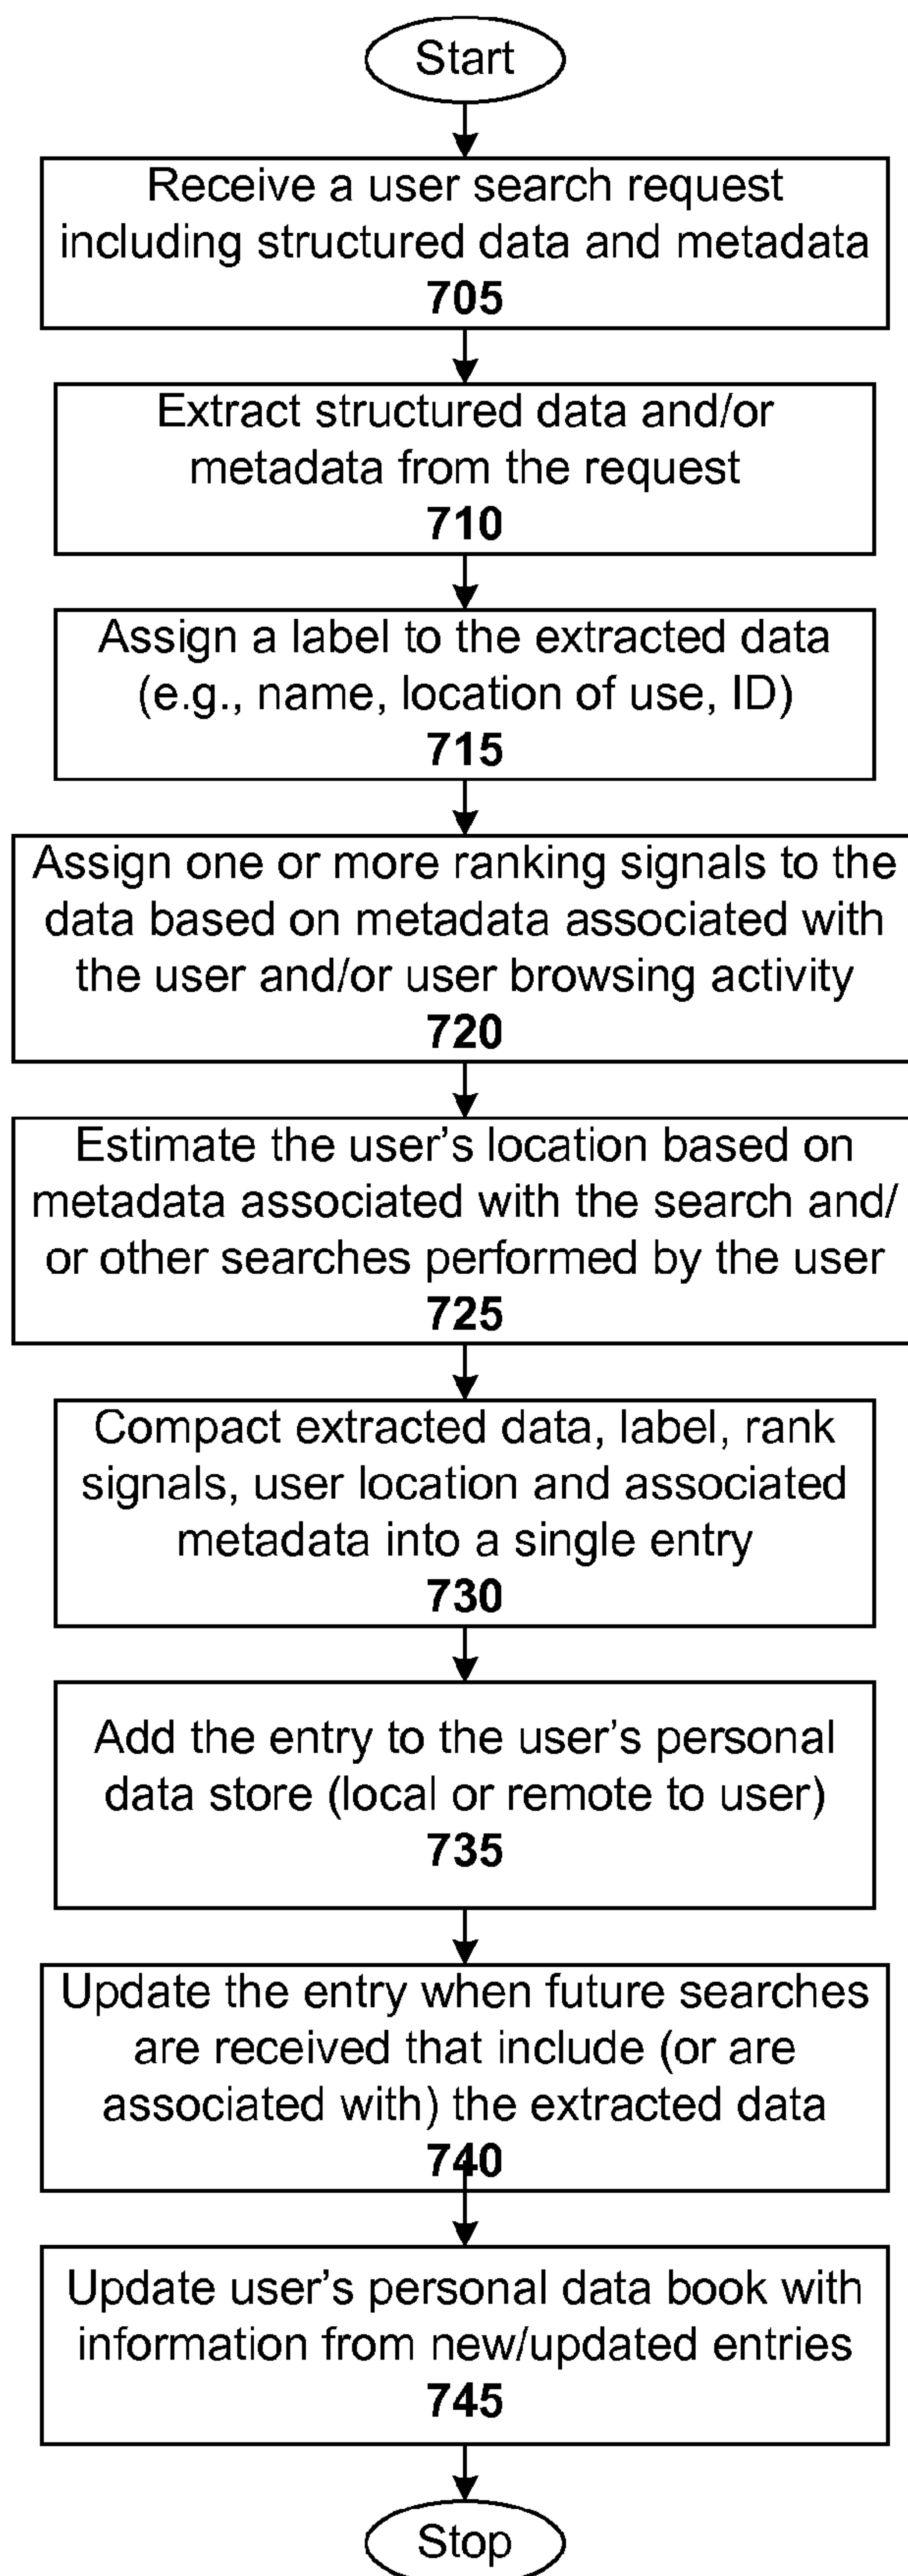 Start
Receive a user search request
including structured data and metadata
705
Extract structured data and/or
metadata from the request
710
Assign a label to the extracted data
(e.g., name, location of use, ID)
715
Assign one or more ranking signals to the
data based on metadata associated with
the user and/or user browsing activity
720
Estimate the user’s location based on
metadata associated with the search and/
or other searches performed by the user
725
Compact extracted data, label, rank
signals, user location and associated
metadata into a single entry
730
Add the entry to the user’s personal
data store (local or remote to user)
735
Update the entry when future searches
are received that include (or are
associated with) the extracted data
740
Update user’s personal data book with
information from new/updated entries
745
Stop